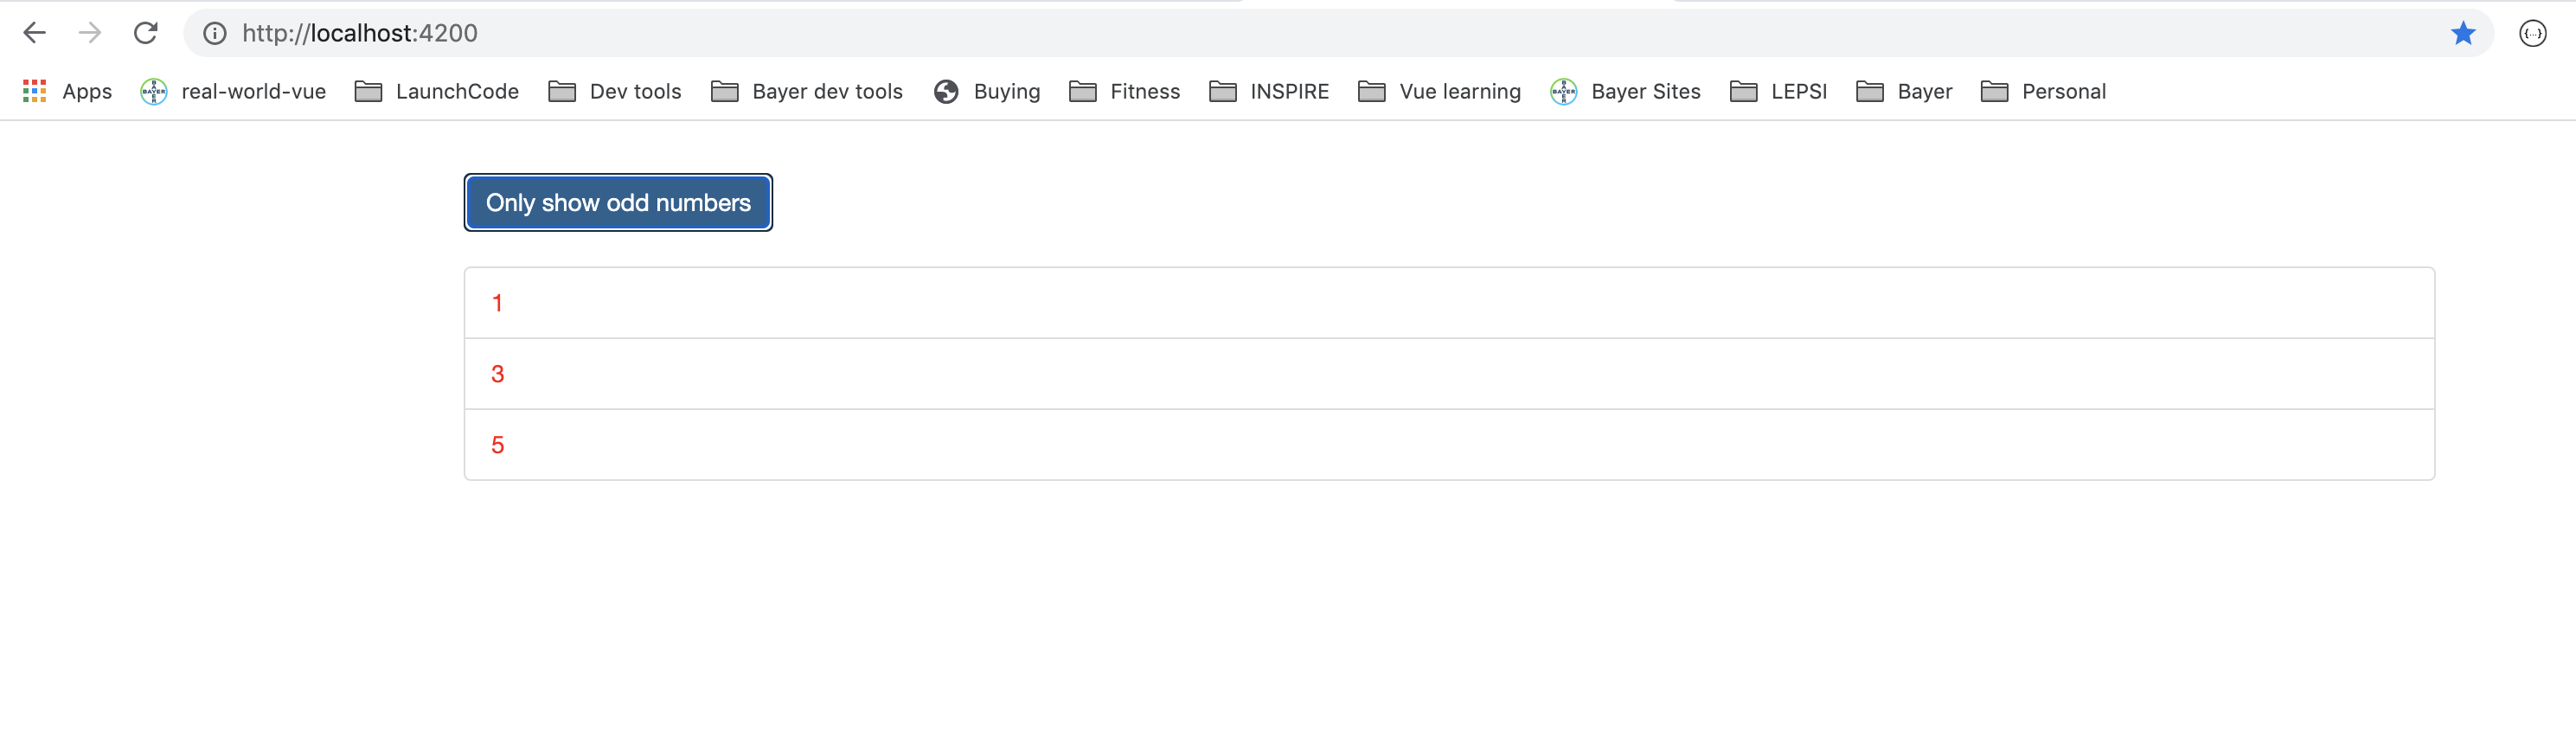 http://localhost:4200
Apps real-world-vue LaunchCode Dev tools Bayer dev tools Buying Fitness INSPIRE Vue learning Bayer Sites LEPSI Bayer Personal
Only show odd numbers
1
3
5